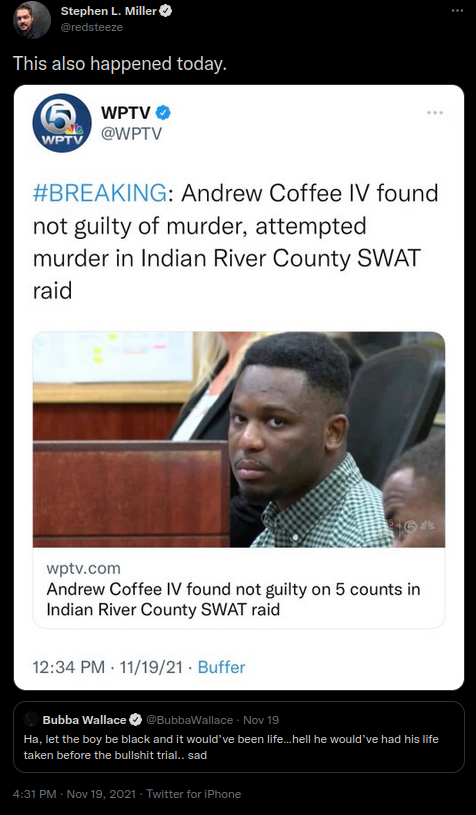 Stephen L. Miller
@redsteeze
This also happened today.
5
WPTV
WPTV
@WPTV
#BREAKING: Andrew Coffee IV found
not guilty of murder, attempted
murder in Indian River County SWAT
raid
5
wptv.com
Andrew Coffee IV found not guilty on 5 counts in
Indian River County SWAT raid
12:34 PM · 11/19/21 · Buffer
Bubba Wallace @BubbaWallace · Nov 19
Ha, let the boy be black and it would've been life...hell he would've had his life
taken before the bullshit trial.. sad
4:31 PM · Nov 19, 2021 · Twitter for iPhone